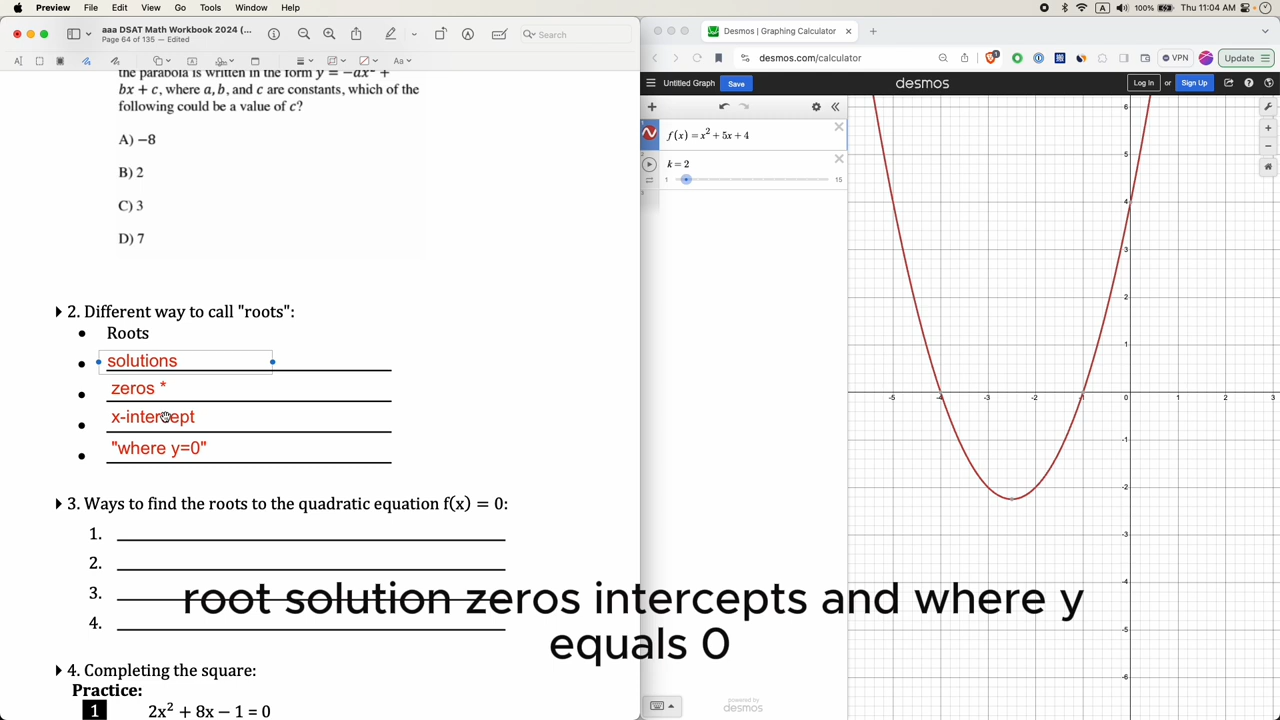 Preview File Edit View Go Tools Window Help
100% Thu 11:04 AM
aaa DSAT Math Workbook 2024 (...
Page 64 of 135 – Edited
Search
Aa
the parabola is written in the form y = −ax² +
bx + c, where a, b, and c are constants, which of the
following could be a value of c?
A) −8
B) 2
C) 3
D) 7
2. Different way to call "roots":
• Roots
• solutions
• zeros *
• x-intercept
• "where y=0"
3. Ways to find the roots to the quadratic equation f(x) = 0:
1.
2.
3.
4.
4. Completing the square:
Practice:
1 2x² + 8x − 1 = 0
Desmos | Graphing Calculator
desmos.com/calculator
VPN
Update
Untitled Graph
Save
desmos
Log In or Sign Up
1
f(x) = x² + 5x + 4
2
k = 2
1 15
3
powered by
desmos
6
5
4
3
2
1
-5 -4 -3 -2 -1 0 1 2 3
-1
-2
-3
-4
-5
-6
root solution zeros intercepts and where y
equals 0